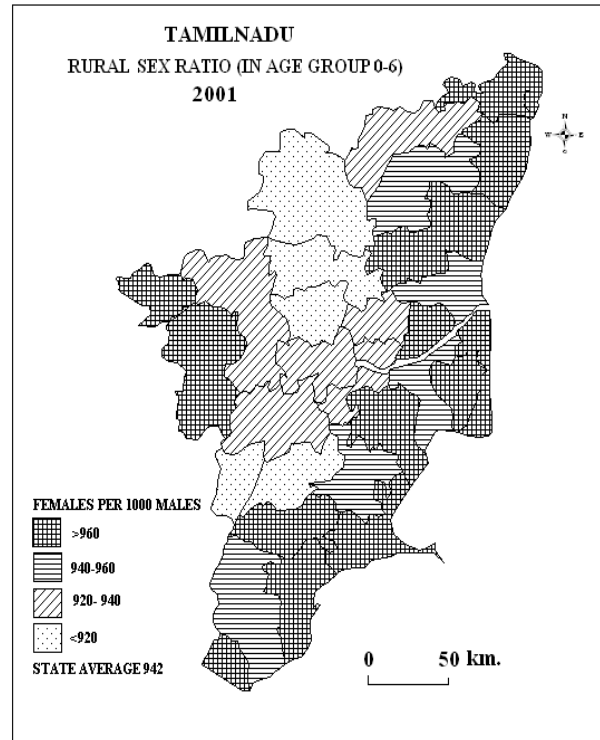 TAMILNADU
RURAL SEX RATIO (IN AGE GROUP 0-6)
2001
N
W E
FEMALES PER 1000 MALES
>960
940-960
920- 940
<920
STATE AVERAGE 942
0 50 km.